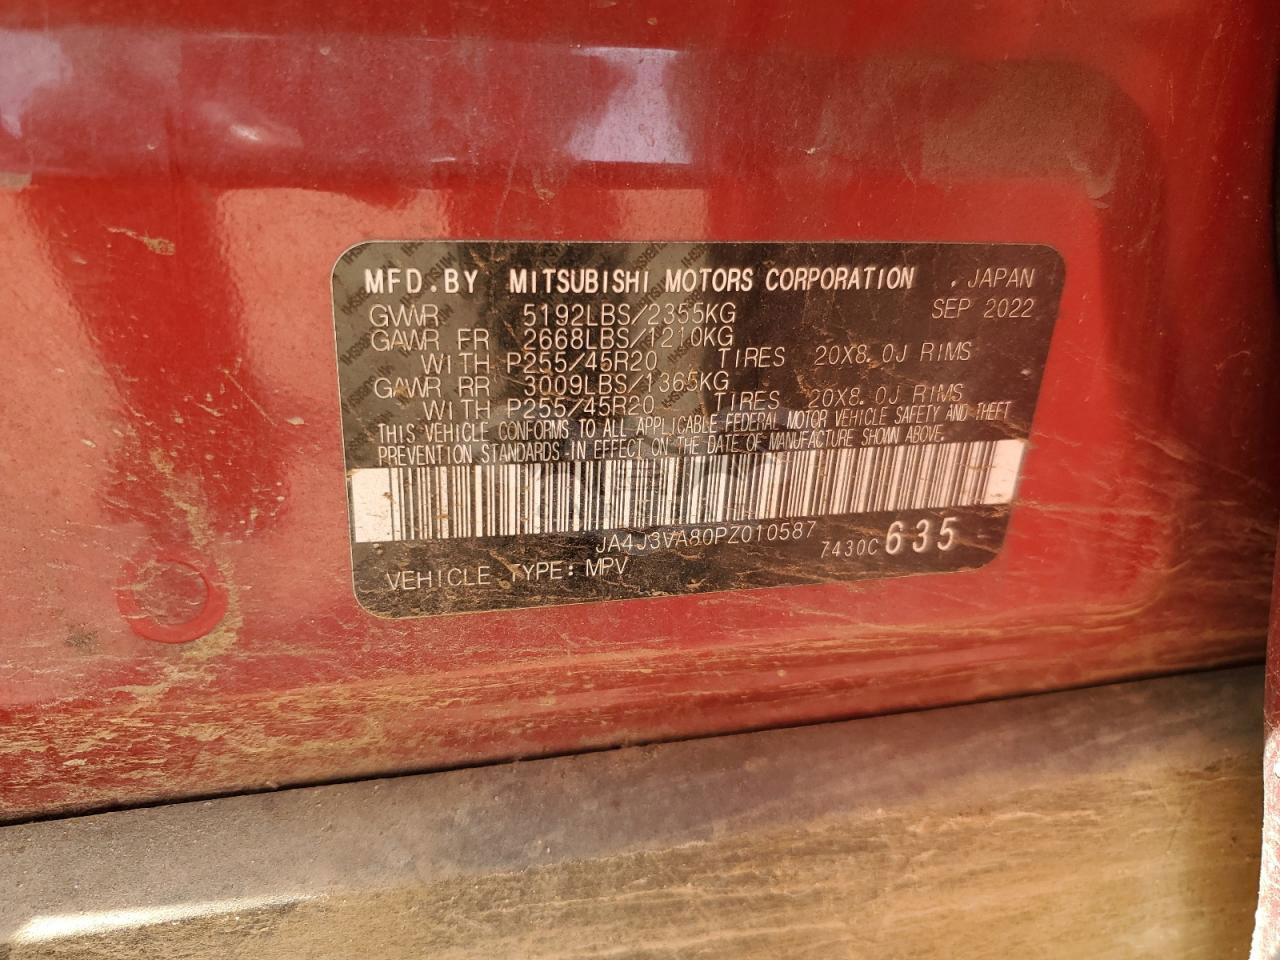 MFD.BY MITSUBISHI MOTORS CORPORATION , JAPAN
GWWR 5192LBS/2355KG SEP 2022
GAWR FR 2668LBS/1210KG
WITH P255/45R20 TIRES 20X8.0J RIMS
GAWR RR 3009LBS/1365KG
WITH P255/45R20 TIRES 20X8.0J RIMS
THIS VEHICLE CONFORMS TO ALL APPLICABLE FEDERAL MOTOR VEHICLE SAFETY AND THEFT
PREVENTION STANDARDS IN EFFECT ON THE DATE OF MANUFACTURE SHOWN ABOVE.
JA4J3VA80PZ010587 7430C 635
VEHICLE TYPE: MPV